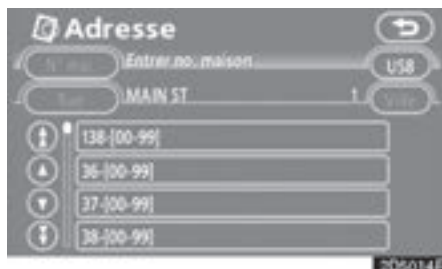 Adresse
Entrer no. maison
USB
MAIN ST 1
138-[00-99]
36-[00-99]
37-[00-99]
38-[00-99]